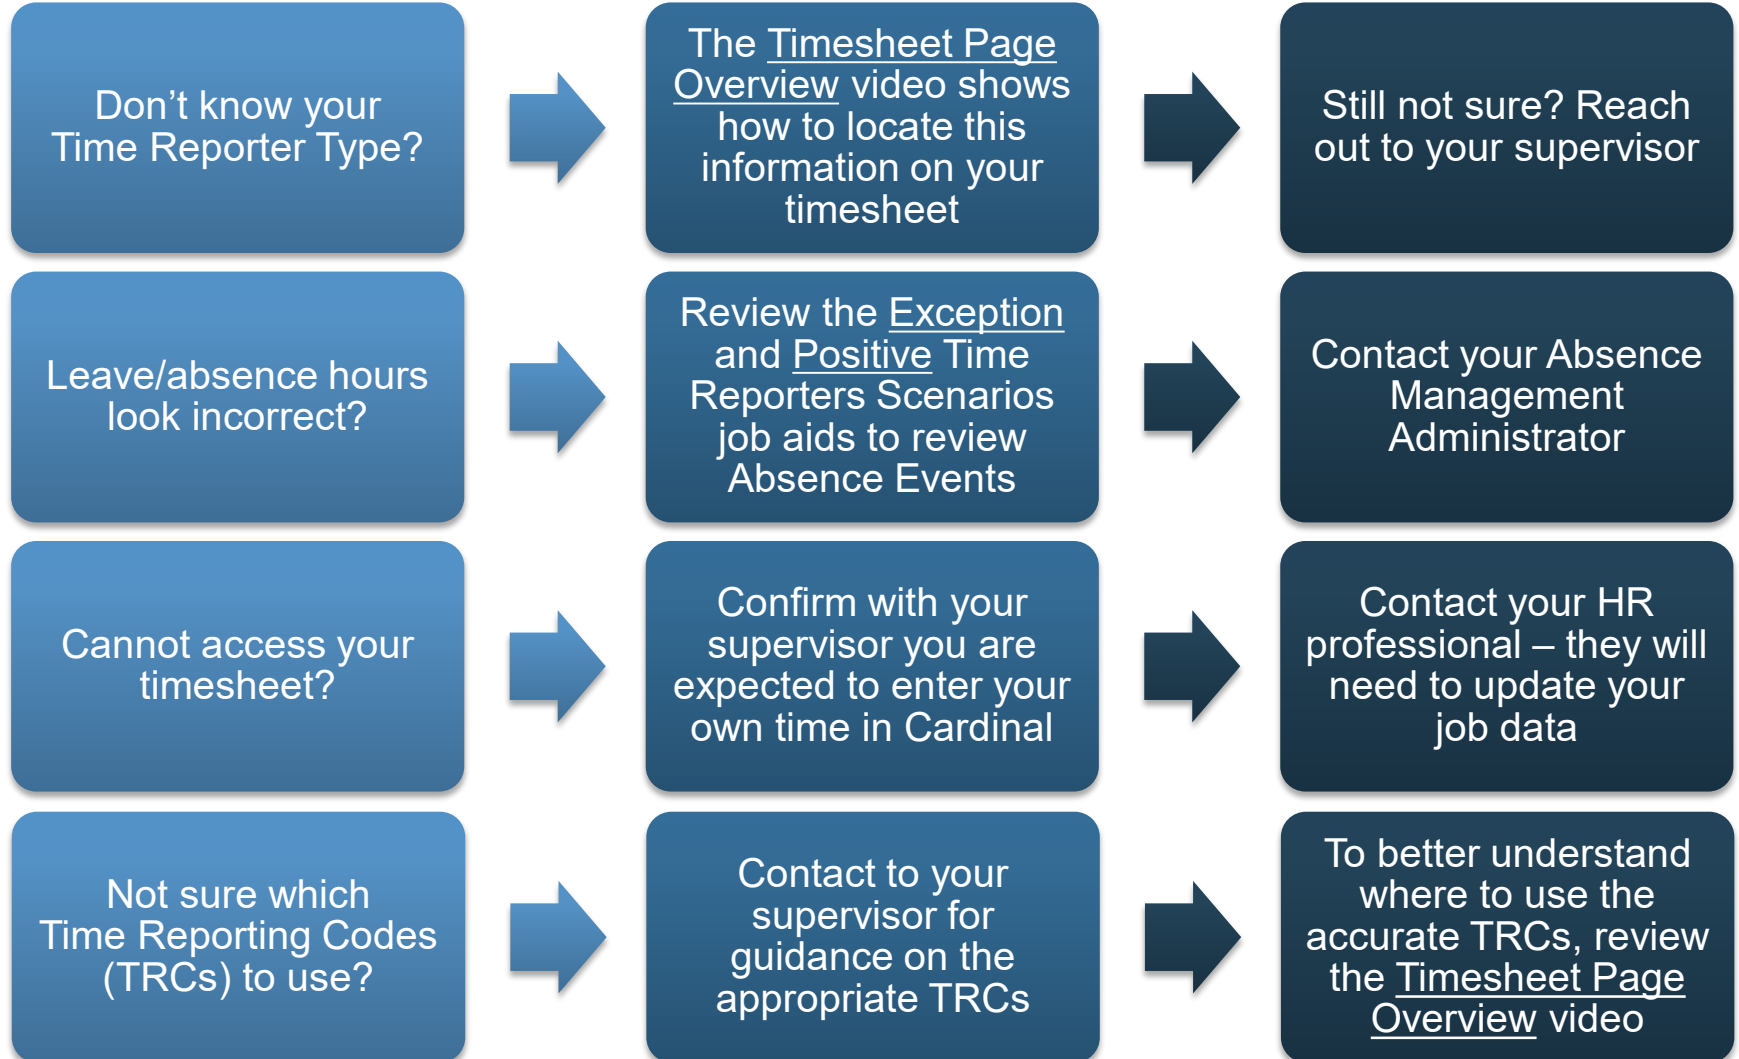 Don’t know your
Time Reporter Type?
The Timesheet Page
Overview video shows
how to locate this
information on your
timesheet
Still not sure? Reach
out to your supervisor
Leave/absence hours
look incorrect?
Review the Exception
and Positive Time
Reporters Scenarios
job aids to review
Absence Events
Contact your Absence
Management
Administrator
Cannot access your
timesheet?
Confirm with your
supervisor you are
expected to enter your
own time in Cardinal
Contact your HR
professional – they will
need to update your
job data
Not sure which
Time Reporting Codes
(TRCs) to use?
Contact to your
supervisor for
guidance on the
appropriate TRCs
To better understand
where to use the
accurate TRCs, review
the Timesheet Page
Overview video